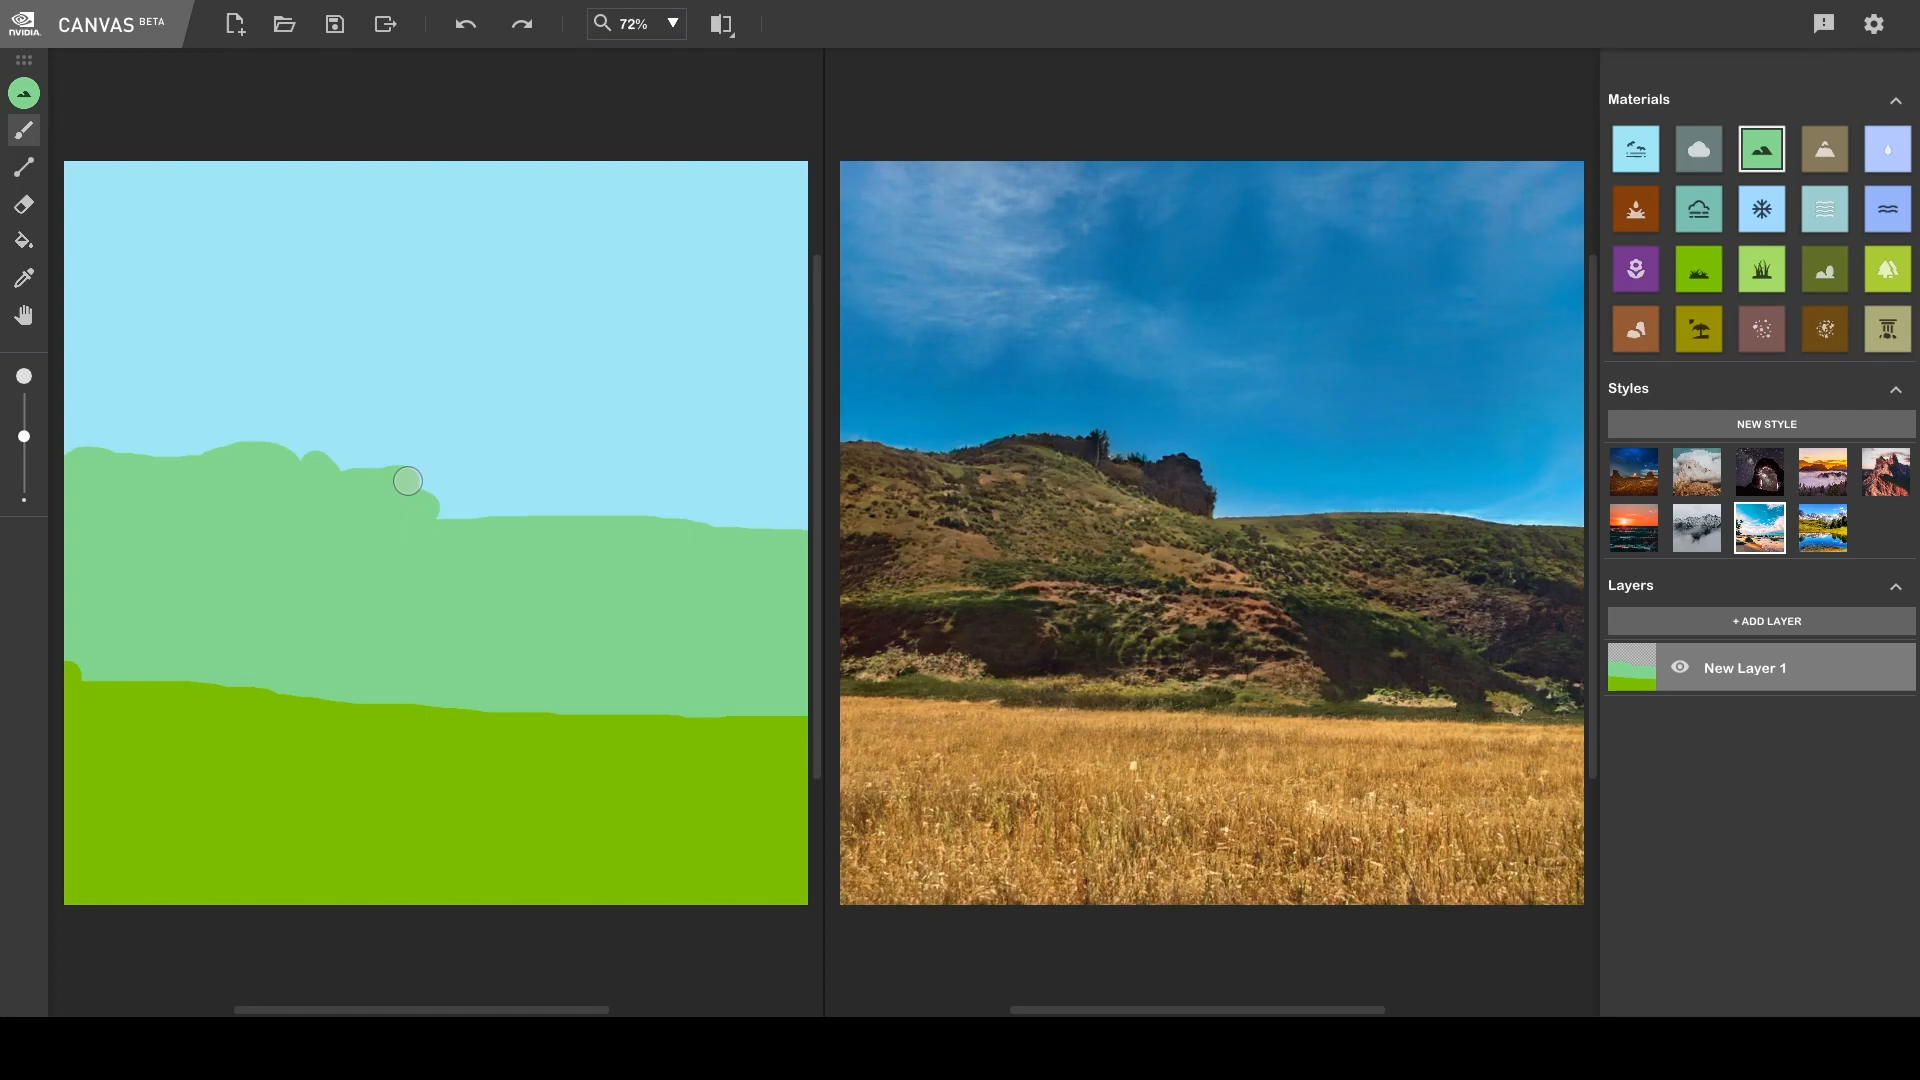 NVIDIA.
CANVAS BETA
72%
Materials
Styles
NEW STYLE
Layers
+ ADD LAYER
New Layer 1